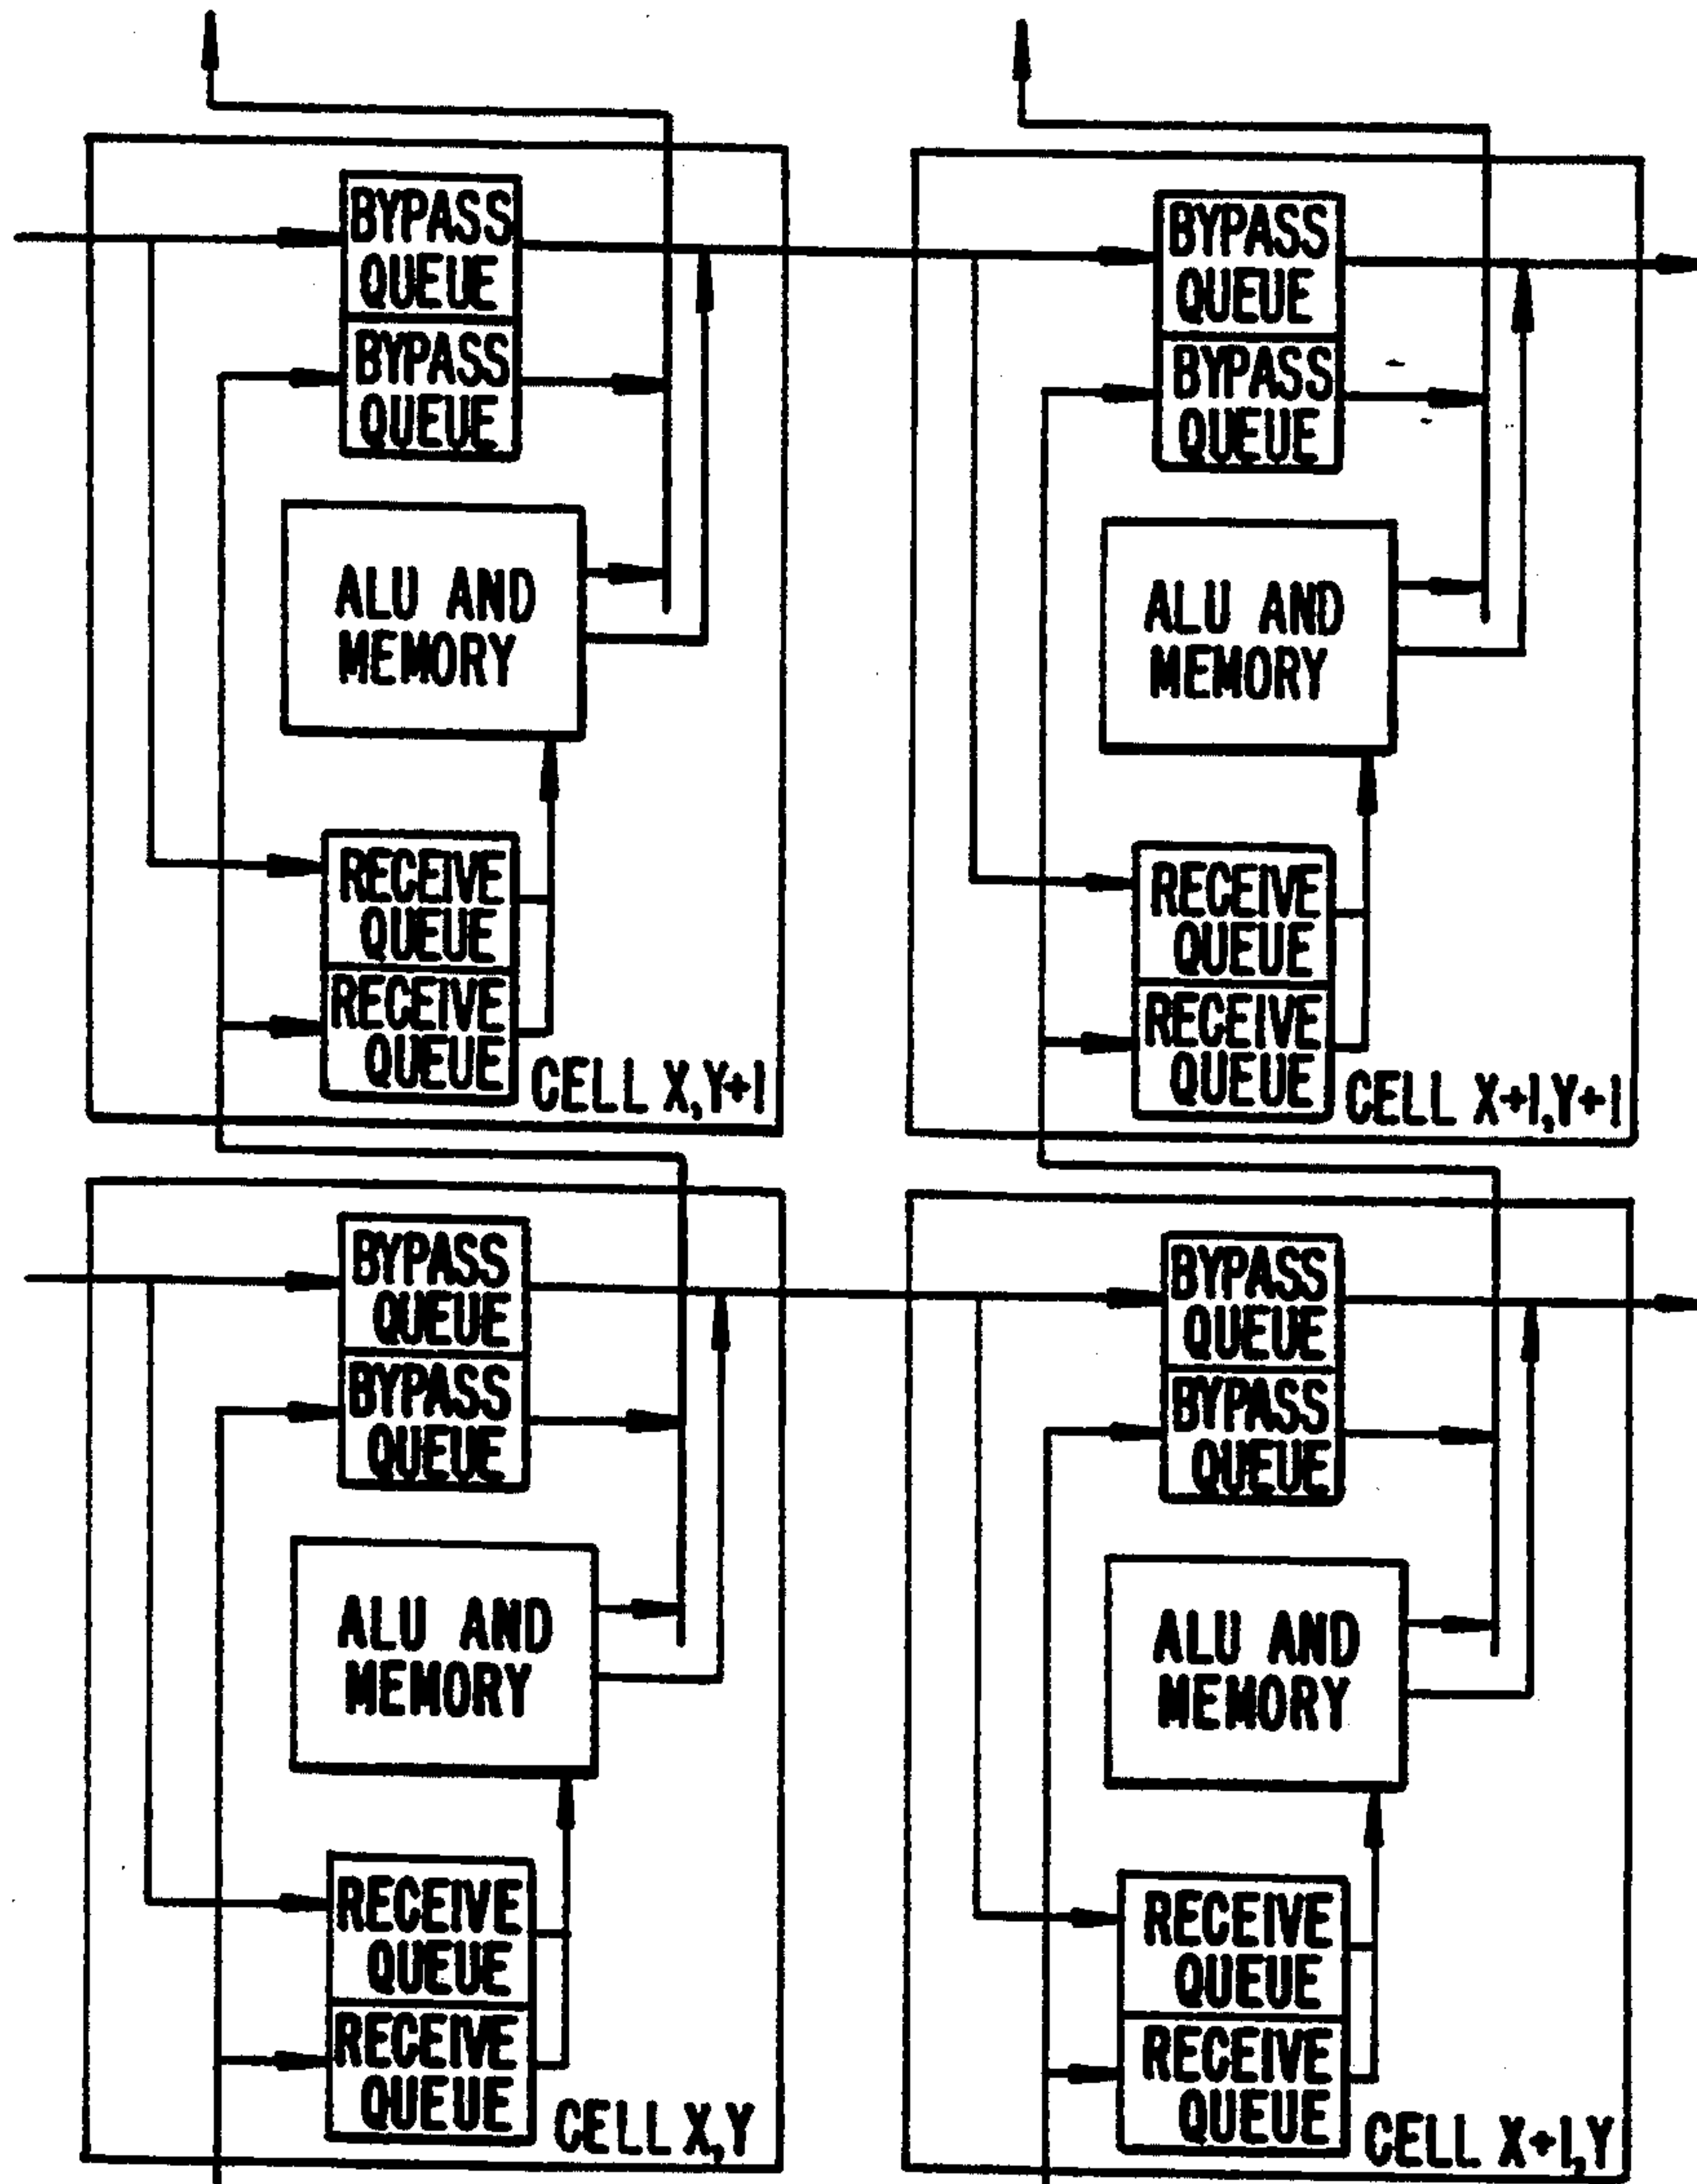 BYPASS
QUEUE
BYPASS
QUEUE
ALU AND
MEMORY
RECEIVE
QUEUE
RECEIVE
QUEUE
CELL X,Y+1
BYPASS
QUEUE
BYPASS
QUEUE
ALU AND
MEMORY
RECEIVE
QUEUE
RECEIVE
QUEUE
CELL X+1,Y+1
BYPASS
QUEUE
BYPASS
QUEUE
ALU AND
MEMORY
RECEIVE
QUEUE
RECEIVE
QUEUE
CELL X,Y
BYPASS
QUEUE
BYPASS
QUEUE
ALU AND
MEMORY
RECEIVE
QUEUE
RECEIVE
QUEUE
CELL X+1,Y